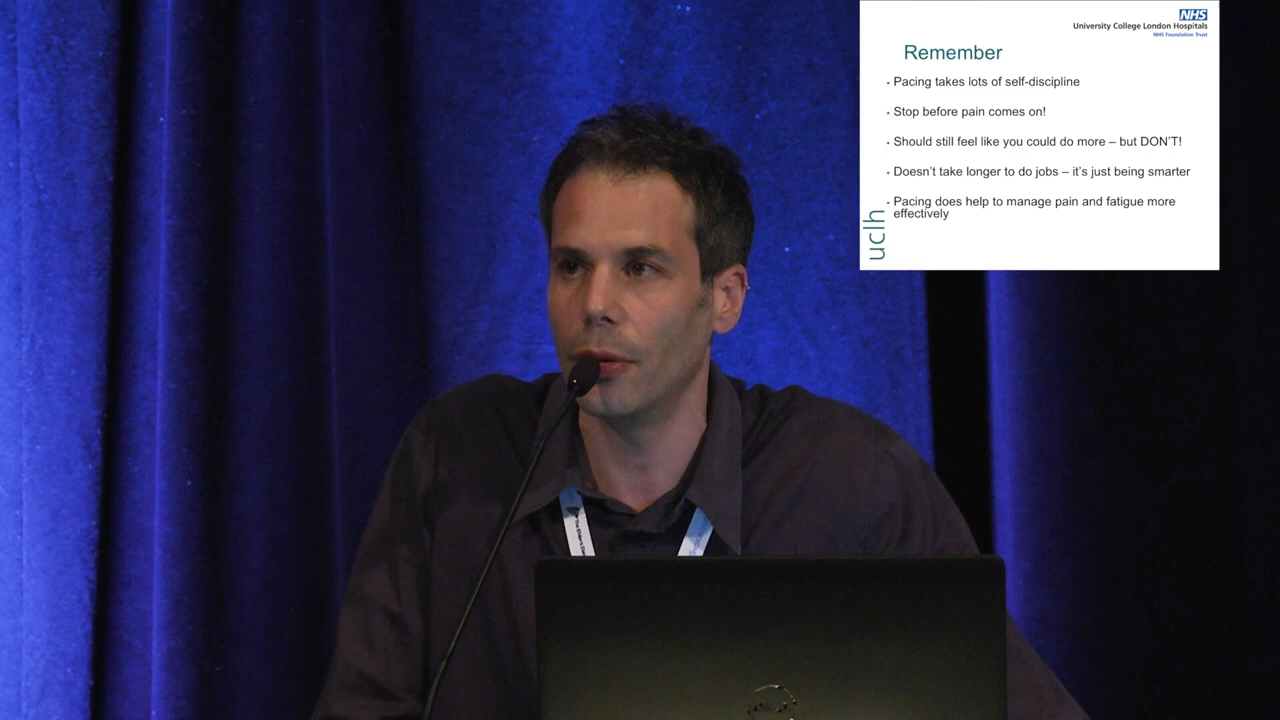 NHS
University College London Hospitals
NHS Foundation Trust
Remember
• Pacing takes lots of self-discipline
• Stop before pain comes on!
• Should still feel like you could do more – but DON'T!
• Doesn't take longer to do jobs – it's just being smarter
• Pacing does help to manage pain and fatigue more
effectively
uclh